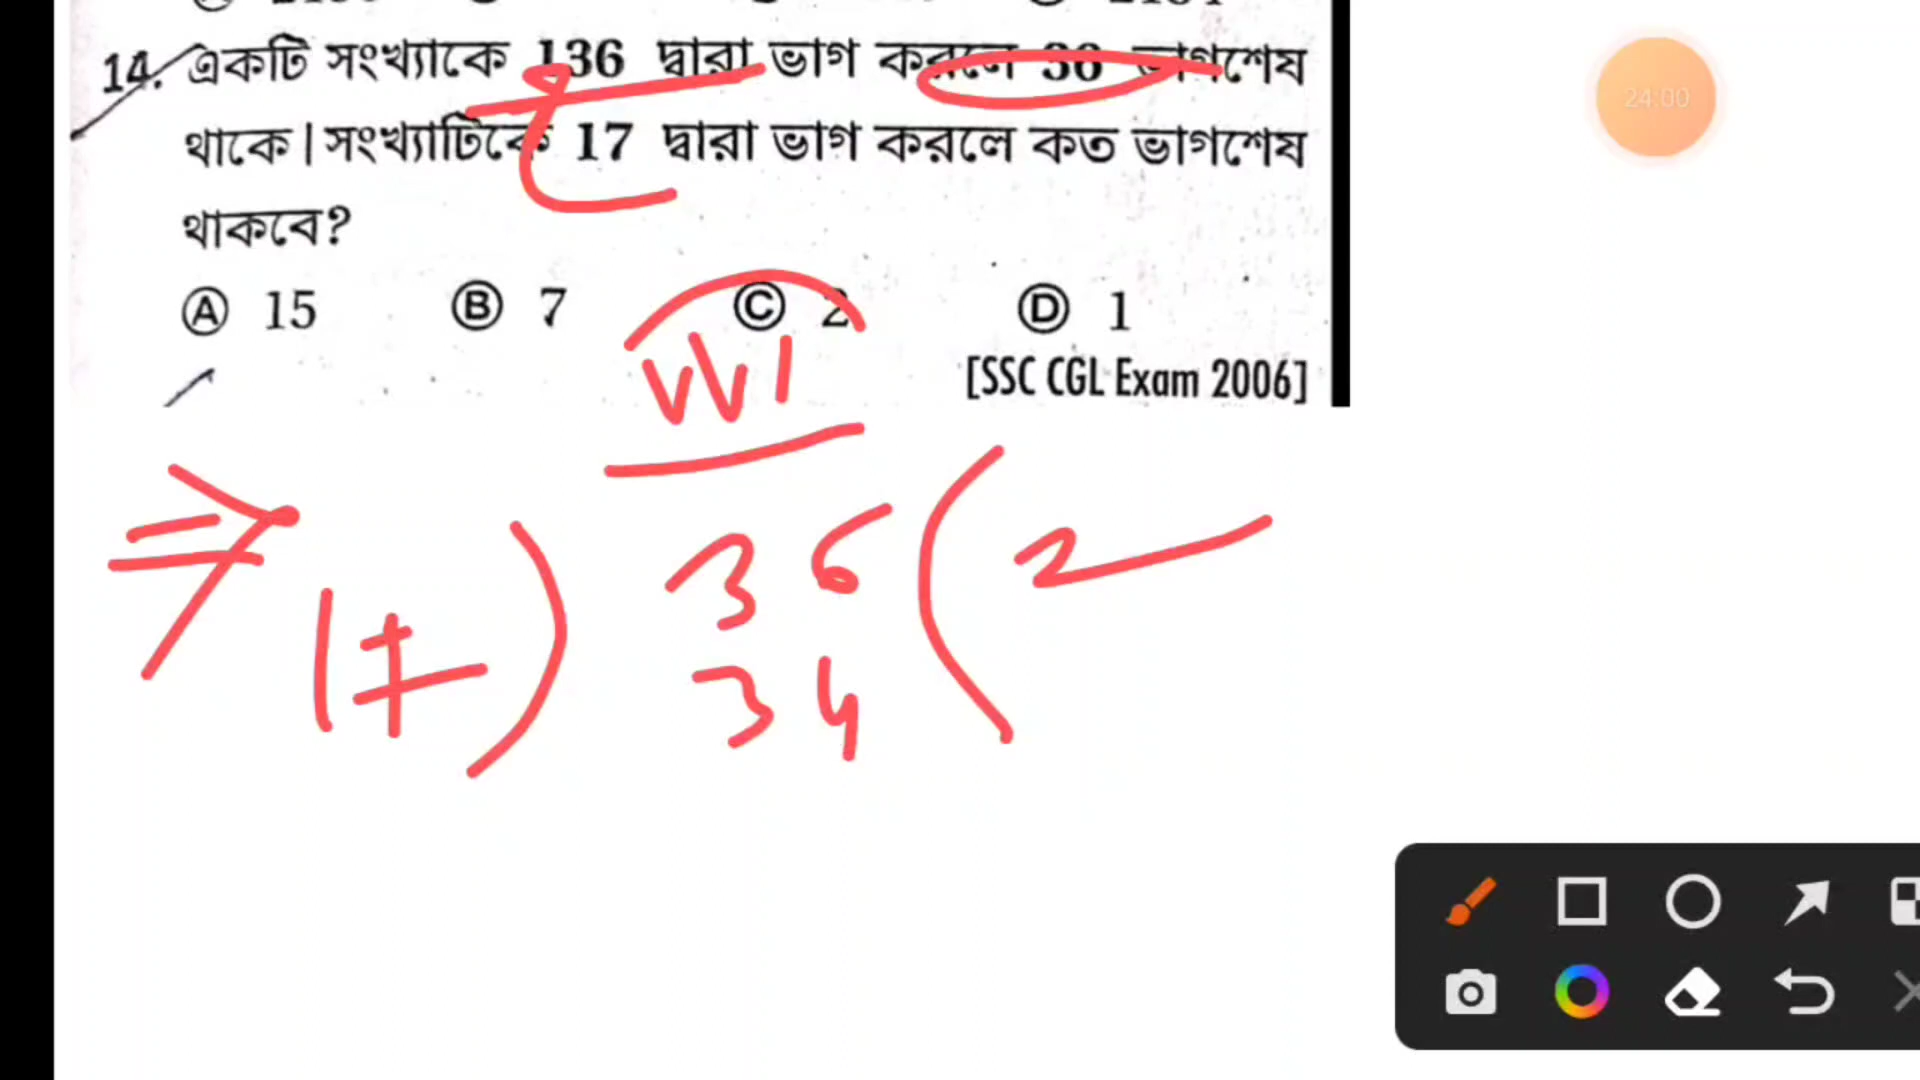 14. একটি সংখ্যাকে 136 দ্বারা ভাগ করলে 36 ভাগশেষ
থাকে। সংখ্যাটিকে 17 দ্বারা ভাগ করলে কত ভাগশেষ
থাকবে?
Ⓐ 15 Ⓑ 7 Ⓒ 2 Ⓓ 1
[SSC CGL Exam 2006]
VVI
⇒ 17) 36 (2
34
24:00